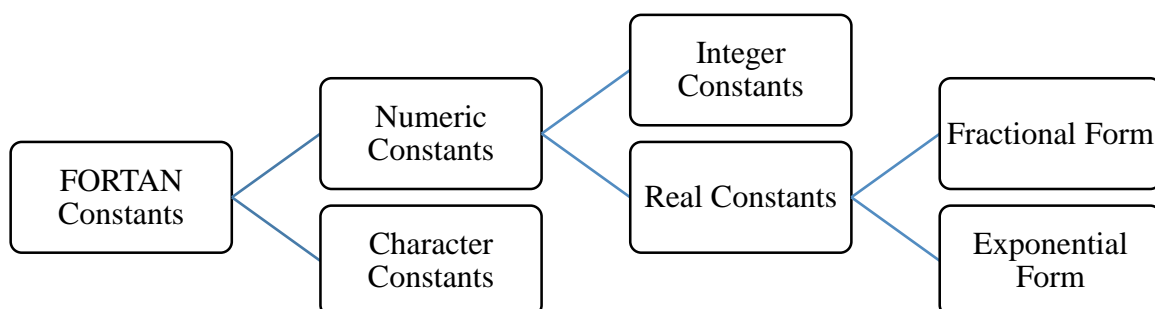 FORTAN
Constants
Numeric
Constants
Character
Constants
Integer
Constants
Real Constants
Fractional Form
Exponential
Form